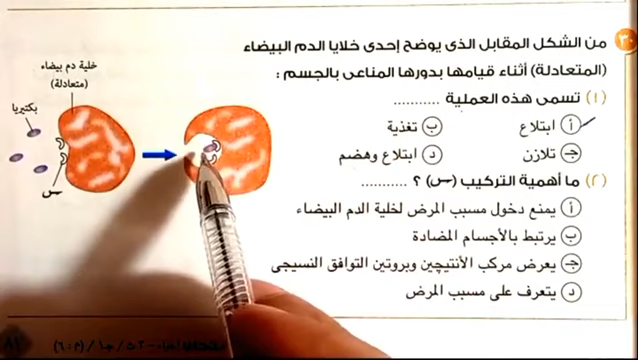 ٣٠ من الشكل المقابل الذى يوضح إحدى خلايا الدم البيضاء
(المتعادلة) أثناء قيامها بدورها المناعى بالجسم :
(١) تسمى هذه العملية ...........
أ ابتلاع
ب تغذية
ج تلازن
د ابتلاع وهضم
(٢) ما أهمية التركيب (س) ؟ ...........
أ يمنع دخول مسبب المرض لخلية الدم البيضاء
ب يرتبط بالأجسام المضادة
ج يعرض مركب الأنتيچين وبروتين التوافق النسيجى
د يتعرف على مسبب المرض
خلية دم بيضاء
(متعادلة)
بكتيريا
س